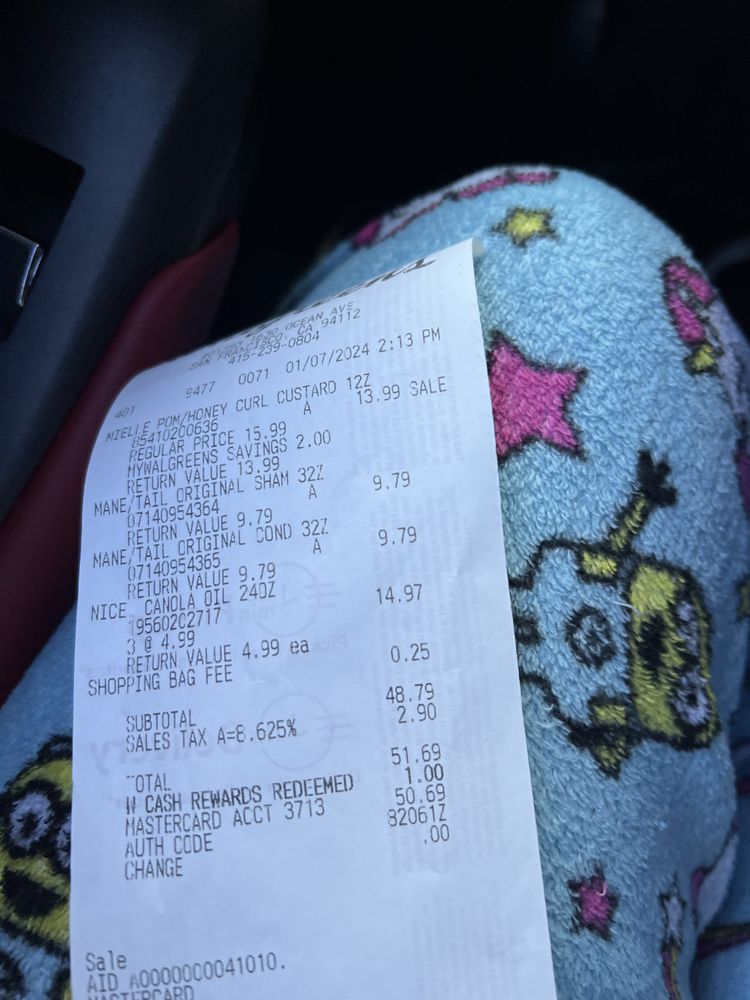 OCEAN AVE
SAN FRANCISCO, CA 94112
415-239-0804
401 9477 0071 01/07/2024 2:13 PM
MIELLE POM/HONEY CURL CUSTARD 12Z
85410200636 A 13.99 SALE
REGULAR PRICE 15.99
MYWALGREENS SAVINGS 2.00
RETURN VALUE 13.99
MANE/TAIL ORIGINAL SHAM 32Z
07140954364 A 9.79
RETURN VALUE 9.79
MANE/TAIL ORIGINAL COND 32Z
07140954365 A 9.79
RETURN VALUE 9.79
NICE. CANOLA OIL 24OZ
19560202717 14.97
3 @ 4.99
RETURN VALUE 4.99 ea
SHOPPING BAG FEE 0.25
SUBTOTAL 48.79
SALES TAX A=8.625% 2.90
TOTAL 51.69
W CASH REWARDS REDEEMED 1.00
MASTERCARD ACCT 3713 50.69
AUTH CODE 82061Z
CHANGE .00
Sale
AID A0000000041010.
MASTERCARD